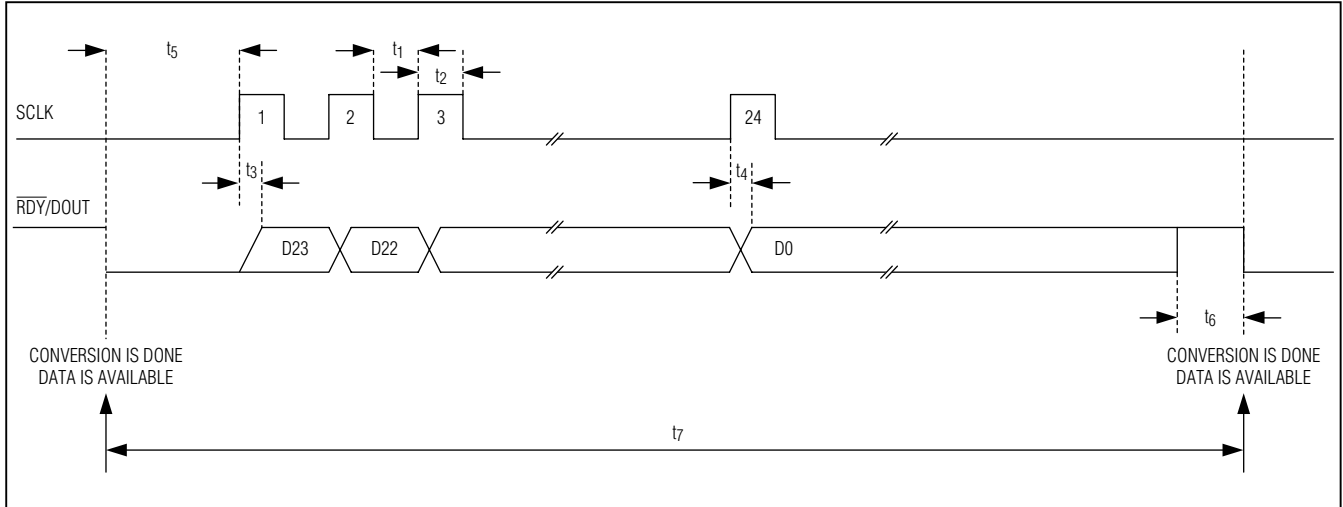 t5
t1
t2
SCLK
1
2
3
24
t3
t4
RDY/DOUT
D23
D22
D0
t6
CONVERSION IS DONE
DATA IS AVAILABLE
CONVERSION IS DONE
DATA IS AVAILABLE
t7